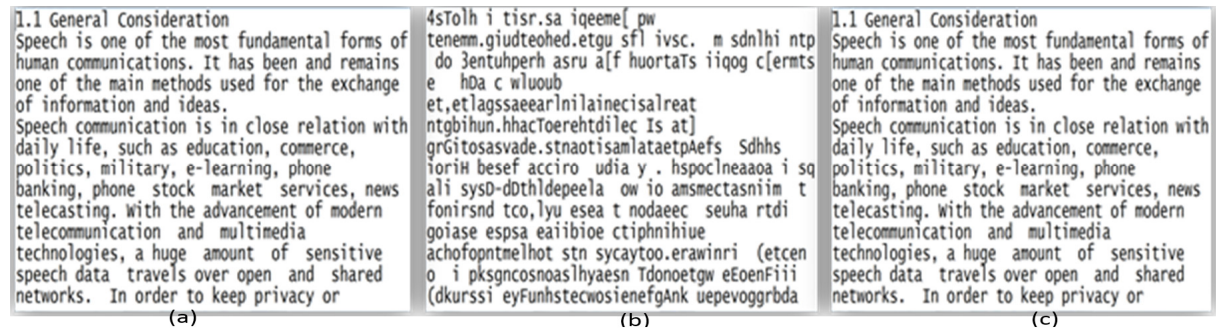 1.1 General Consideration
Speech is one of the most fundamental forms of
human communications. It has been and remains
one of the main methods used for the exchange
of information and ideas.
Speech communication is in close relation with
daily life, such as education, commerce,
politics, military, e-learning, phone
banking, phone stock market services, news
telecasting. With the advancement of modern
telecommunication and multimedia
technologies, a huge amount of sensitive
speech data travels over open and shared
networks. In order to keep privacy or
(a)
4sTolh i tisr.sa iqeeme[ pw
tenemm.giudteohed.etgu sfl ivsc. m sdnlhi ntp
do 3entuhperh asru a[f huortaTs iiqog c[ermts
e hDa c wluoub
et,etlagssaeearlnilainecisalreat
ntgbihun.hhacToerehtdilec Is at]
grGitosasvade.stnaotisamlataetpAefs Sdhhs
ioriH besef acciro udia y . hspoclneaaoa i sq
ali sysD-dDthldepeela ow io amsmectasniim t
fonirsnd tco,lyu esea t nodaeec seuha rtdi
goiase espsa eaiibioe ctiphnihiue
achofopntmelhot stn sycaytoo.erawinri (etcen
o i pksgncosnoaslhyaesn Tdonoetgw eEoenFiii
(dkurssi eyFunhstecwosienefgAnk uepevoggrbda
(b)
1.1 General Consideration
Speech is one of the most fundamental forms of
human communications. It has been and remains
one of the main methods used for the exchange
of information and ideas.
Speech communication is in close relation with
daily life, such as education, commerce,
politics, military, e-learning, phone
banking, phone stock market services, news
telecasting. With the advancement of modern
telecommunication and multimedia
technologies, a huge amount of sensitive
speech data travels over open and shared
networks. In order to keep privacy or
(c)